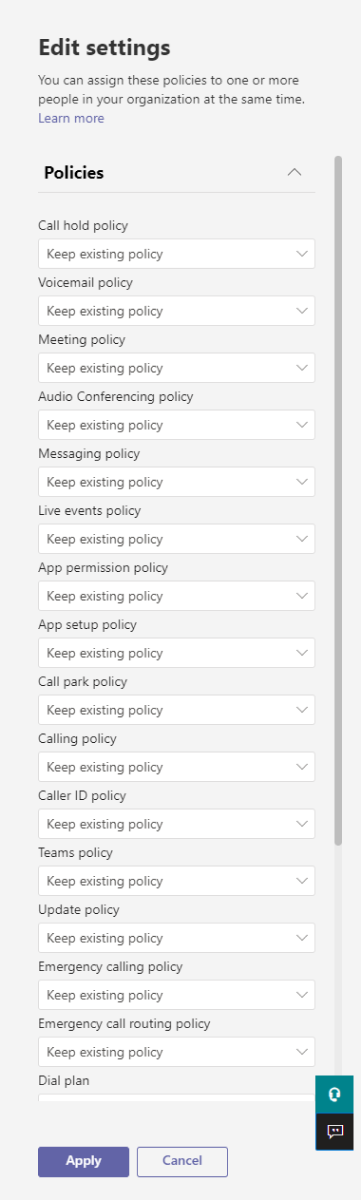 Edit settings
You can assign these policies to one or more
people in your organization at the same time.
Learn more
Policies
Call hold policy
Keep existing policy
Voicemail policy
Keep existing policy
Meeting policy
Keep existing policy
Audio Conferencing policy
Keep existing policy
Messaging policy
Keep existing policy
Live events policy
Keep existing policy
App permission policy
Keep existing policy
App setup policy
Keep existing policy
Call park policy
Keep existing policy
Calling policy
Keep existing policy
Caller ID policy
Keep existing policy
Teams policy
Keep existing policy
Update policy
Keep existing policy
Emergency calling policy
Keep existing policy
Emergency call routing policy
Keep existing policy
Dial plan
Apply
Cancel